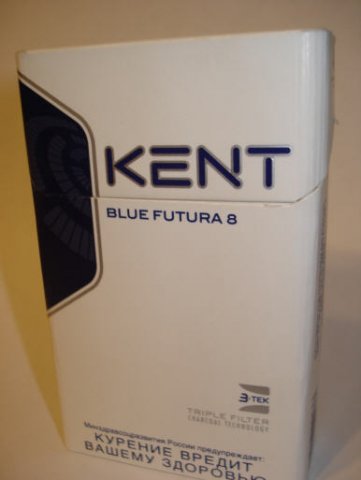 KENT
BLUE FUTURA 8
3-TEK
TRIPLE FILTER
CHARCOAL TECHNOLOGY
Минздравсоцразвития России предупреждает:
КУРЕНИЕ ВРЕДИТ
ВАШЕМУ ЗДОРОВЬЮ